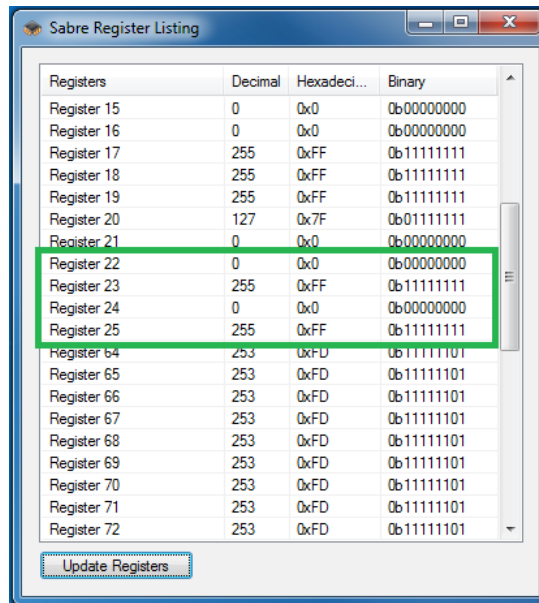 Sabre Register Listing
Registers Decimal Hexadeci... Binary
Register 15 0 0x0 0b00000000
Register 16 0 0x0 0b00000000
Register 17 255 0xFF 0b11111111
Register 18 255 0xFF 0b11111111
Register 19 255 0xFF 0b11111111
Register 20 127 0x7F 0b01111111
Register 21 0 0x0 0b00000000
Register 22 0 0x0 0b00000000
Register 23 255 0xFF 0b11111111
Register 24 0 0x0 0b00000000
Register 25 255 0xFF 0b11111111
Register 64 253 0xFD 0b11111101
Register 65 253 0xFD 0b11111101
Register 66 253 0xFD 0b11111101
Register 67 253 0xFD 0b11111101
Register 68 253 0xFD 0b11111101
Register 69 253 0xFD 0b11111101
Register 70 253 0xFD 0b11111101
Register 71 253 0xFD 0b11111101
Register 72 253 0xFD 0b11111101
Update Registers